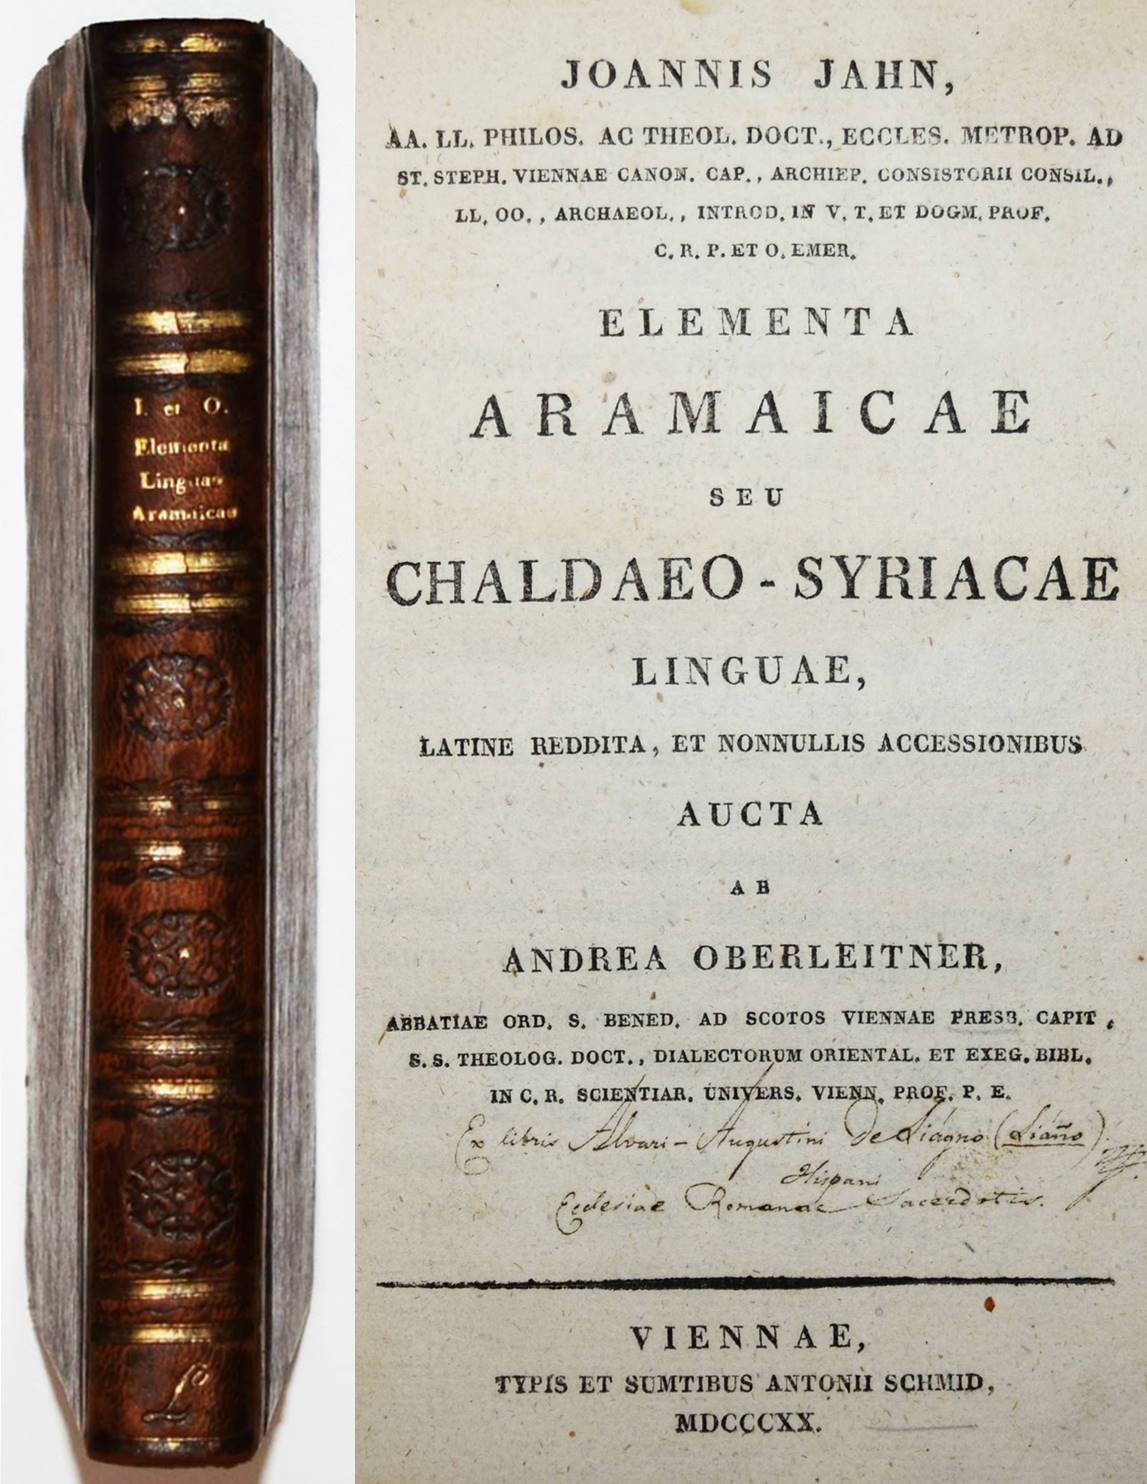 I. et O.
Elementa
Linguae
Aramaicae
L
JOANNIS JAHN,
AA. LL. PHILOS. AC THEOL. DOCT., ECCLES. METROP. AD
ST. STEPH. VIENNAE CANON. CAP., ARCHIEP. CONSISTORII CONSIL.,
LL. OO., ARCHAEOL., INTROD. IN V. T. ET DOGM. PROF.
C. R. P. ET O. EMER.
ELEMENTA
ARAMAICAE
SEU
CHALDAEO-SYRIACAE
LINGUAE,
LATINE REDDITA, ET NONNULLIS ACCESSIONIBUS
AUCTA
AB
ANDREA OBERLEITNER,
ABBATIAE ORD. S. BENED. AD SCOTOS VIENNAE PRESB. CAPIT.,
S. S. THEOLOG. DOCT., DIALECTORUM ORIENTAL. ET EXEG. BIBL.
IN C. R. SCIENTIAR. UNIVERS. VIENN. PROF. P. E.
Ex libris Alvari-Augustini De Liagno (Liaño)
Hispani
Ecclesiae Romanae Sacerdotis.
VIENNAE,
TYPIS ET SUMTIBUS ANTONII SCHMID,
MDCCCXX.